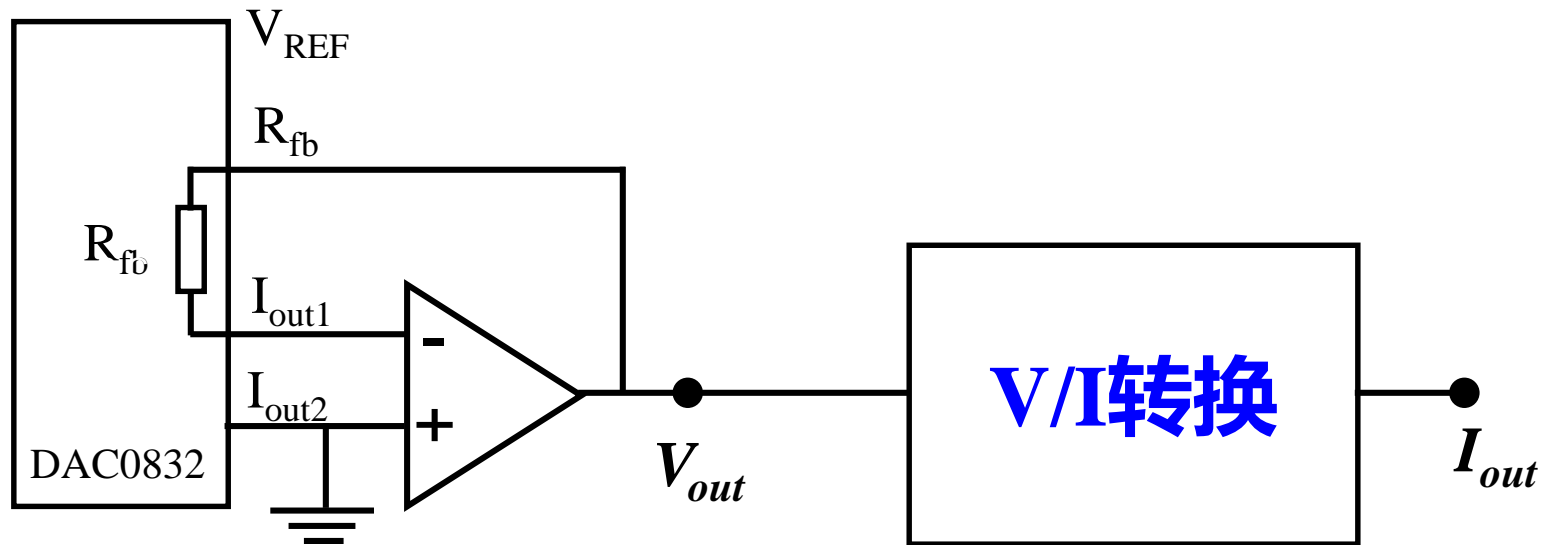 VREF
Rfb
Rfb
Iout1
-
Iout2
+
DAC0832
Vout
V/I转换
Iout